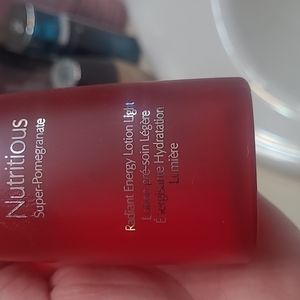 Nutritious
Super-Pomegranate
Radiant Energy Lotion Light
Lotion pré-soin Légère
Énergisante Hydratation
Lumière